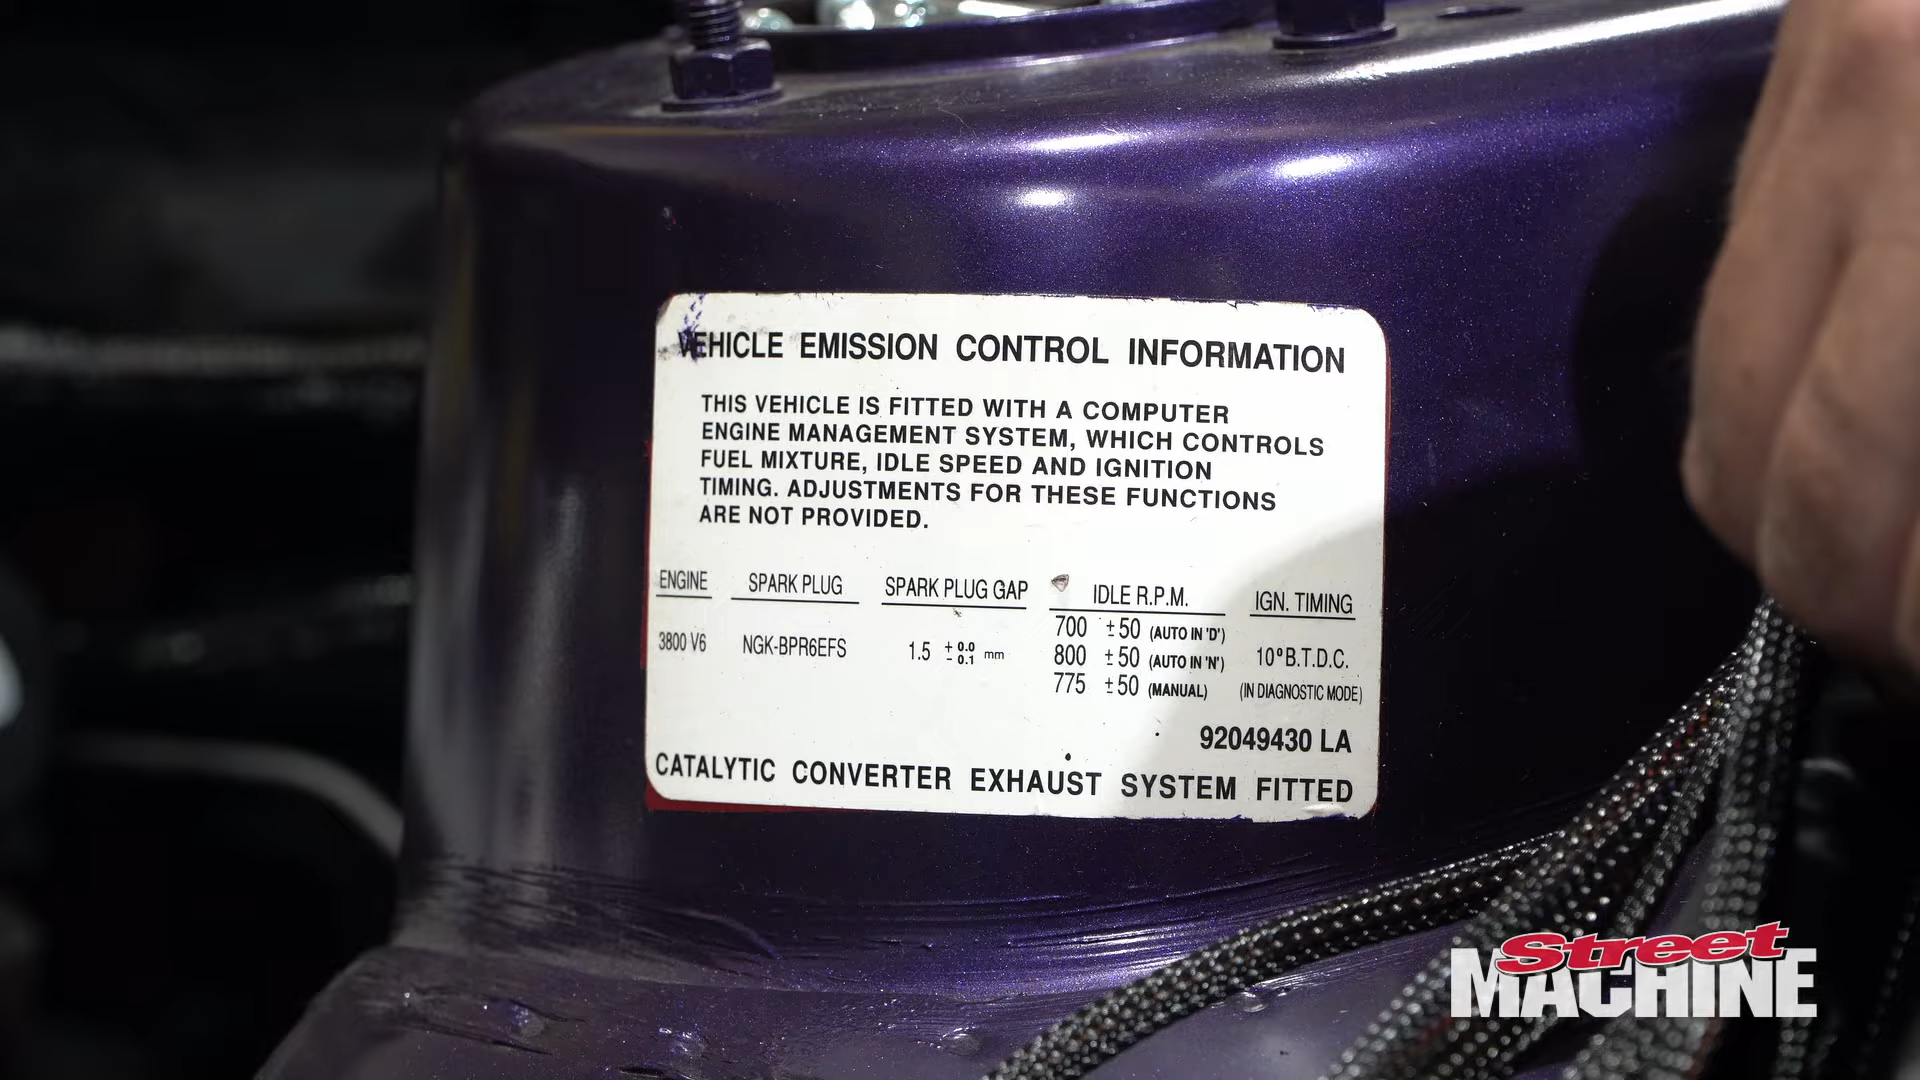 VEHICLE EMISSION CONTROL INFORMATION
THIS VEHICLE IS FITTED WITH A COMPUTER
ENGINE MANAGEMENT SYSTEM, WHICH CONTROLS
FUEL MIXTURE, IDLE SPEED AND IGNITION
TIMING. ADJUSTMENTS FOR THESE FUNCTIONS
ARE NOT PROVIDED.
ENGINE SPARK PLUG SPARK PLUG GAP IDLE R.P.M. IGN. TIMING
700 ±50 (AUTO IN 'D')
3800 V6 NGK-BPR6EFS 1.5 +0.0 -0.1 mm 800 ±50 (AUTO IN 'N') 10° B.T.D.C.
775 ±50 (MANUAL) (IN DIAGNOSTIC MODE)
92049430 LA
CATALYTIC CONVERTER EXHAUST SYSTEM FITTED
Street
MACHINE